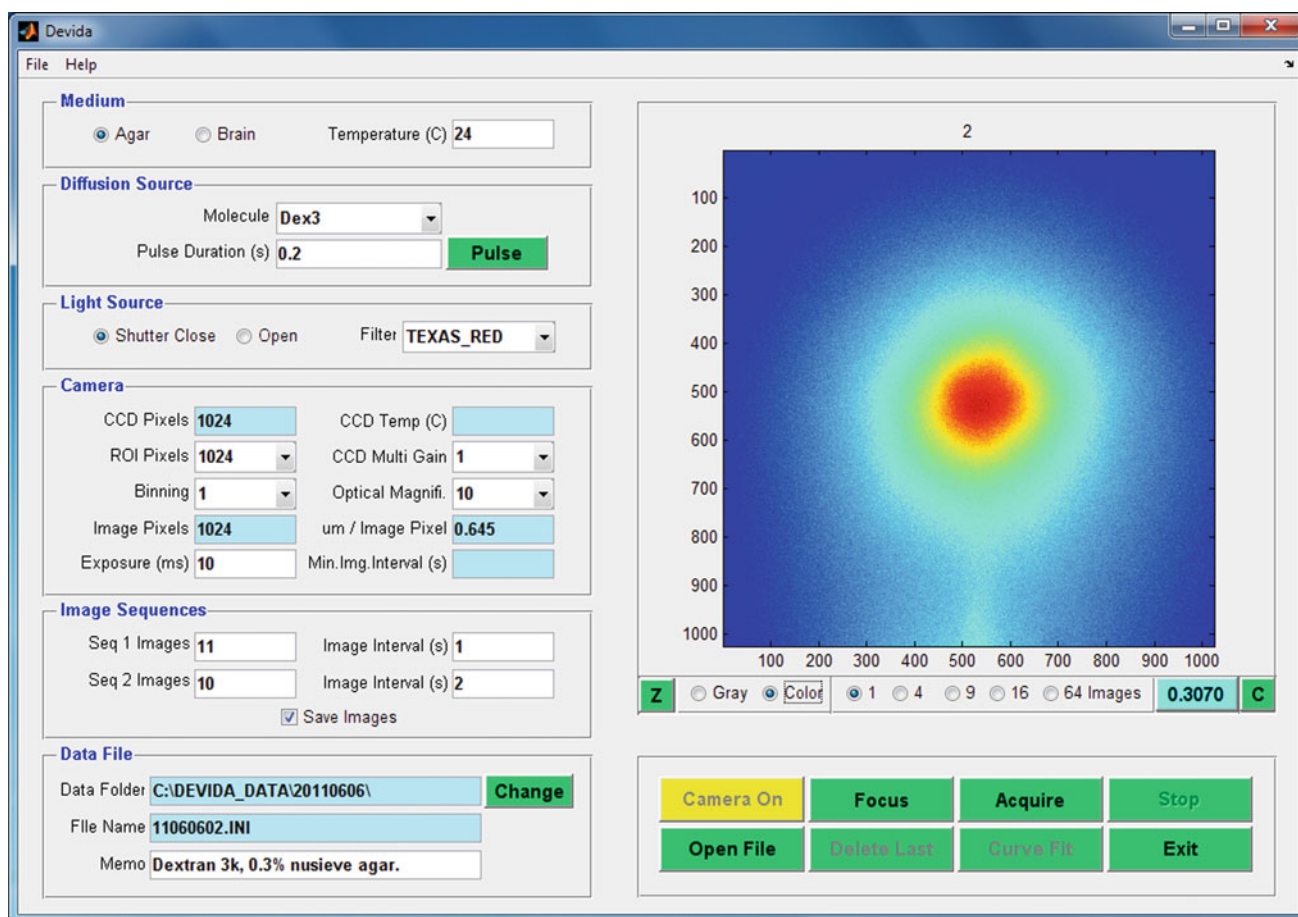 Devida
File Help
Medium
Agar Brain Temperature (C) 24
Diffusion Source
Molecule Dex3
Pulse Duration (s) 0.2 Pulse
Light Source
Shutter Close Open Filter TEXAS_RED
Camera
CCD Pixels 1024 CCD Temp (C)
ROI Pixels 1024 CCD Multi Gain 1
Binning 1 Optical Magnifi. 10
Image Pixels 1024 um / Image Pixel 0.645
Exposure (ms) 10 Min.Img.Interval (s)
Image Sequences
Seq 1 Images 11 Image Interval (s) 1
Seq 2 Images 10 Image Interval (s) 2
Save Images
Data File
Data Folder C:\DEVIDA_DATA\20110606\ Change
FIle Name 11060602.INI
Memo Dextran 3k, 0.3% nusieve agar.
2
100
200
300
400
500
600
700
800
900
1000
100 200 300 400 500 600 700 800 900 1000
Z Gray Color 1 4 9 16 64 Images 0.3070 C
Camera On Focus Acquire Stop
Open File Delete Last Curve Fit Exit